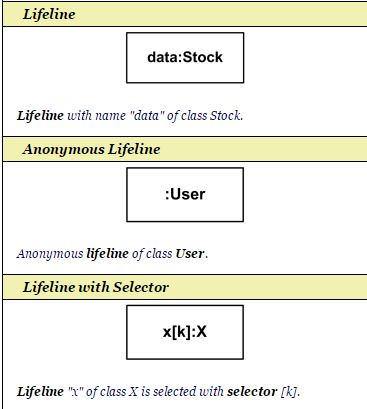 Lifeline
data:Stock
Lifeline with name "data" of class Stock.
Anonymous Lifeline
:User
Anonymous lifeline of class User.
Lifeline with Selector
x[k]:X
Lifeline "x" of class X is selected with selector [k].